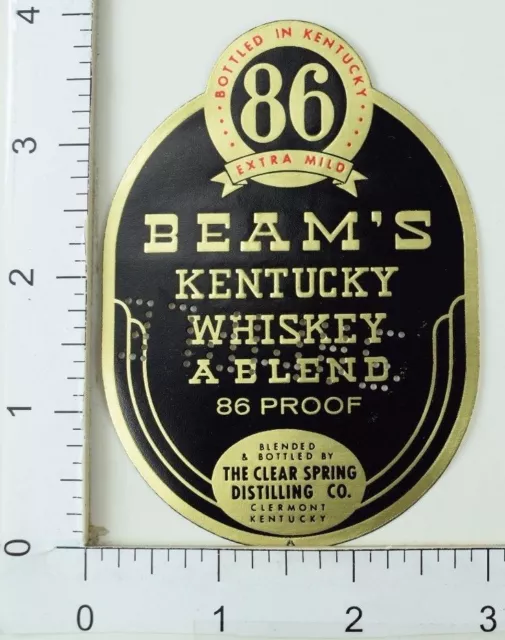 BOTTLED IN KENTUCKY
86
EXTRA MILD
BEAM'S
KENTUCKY
WHISKEY
A BLEND
86 PROOF
BLENDED
& BOTTLED BY
THE CLEAR SPRING
DISTILLING CO.
CLERMONT
KENTUCKY
4
3
2
1
0
0 1 2 3